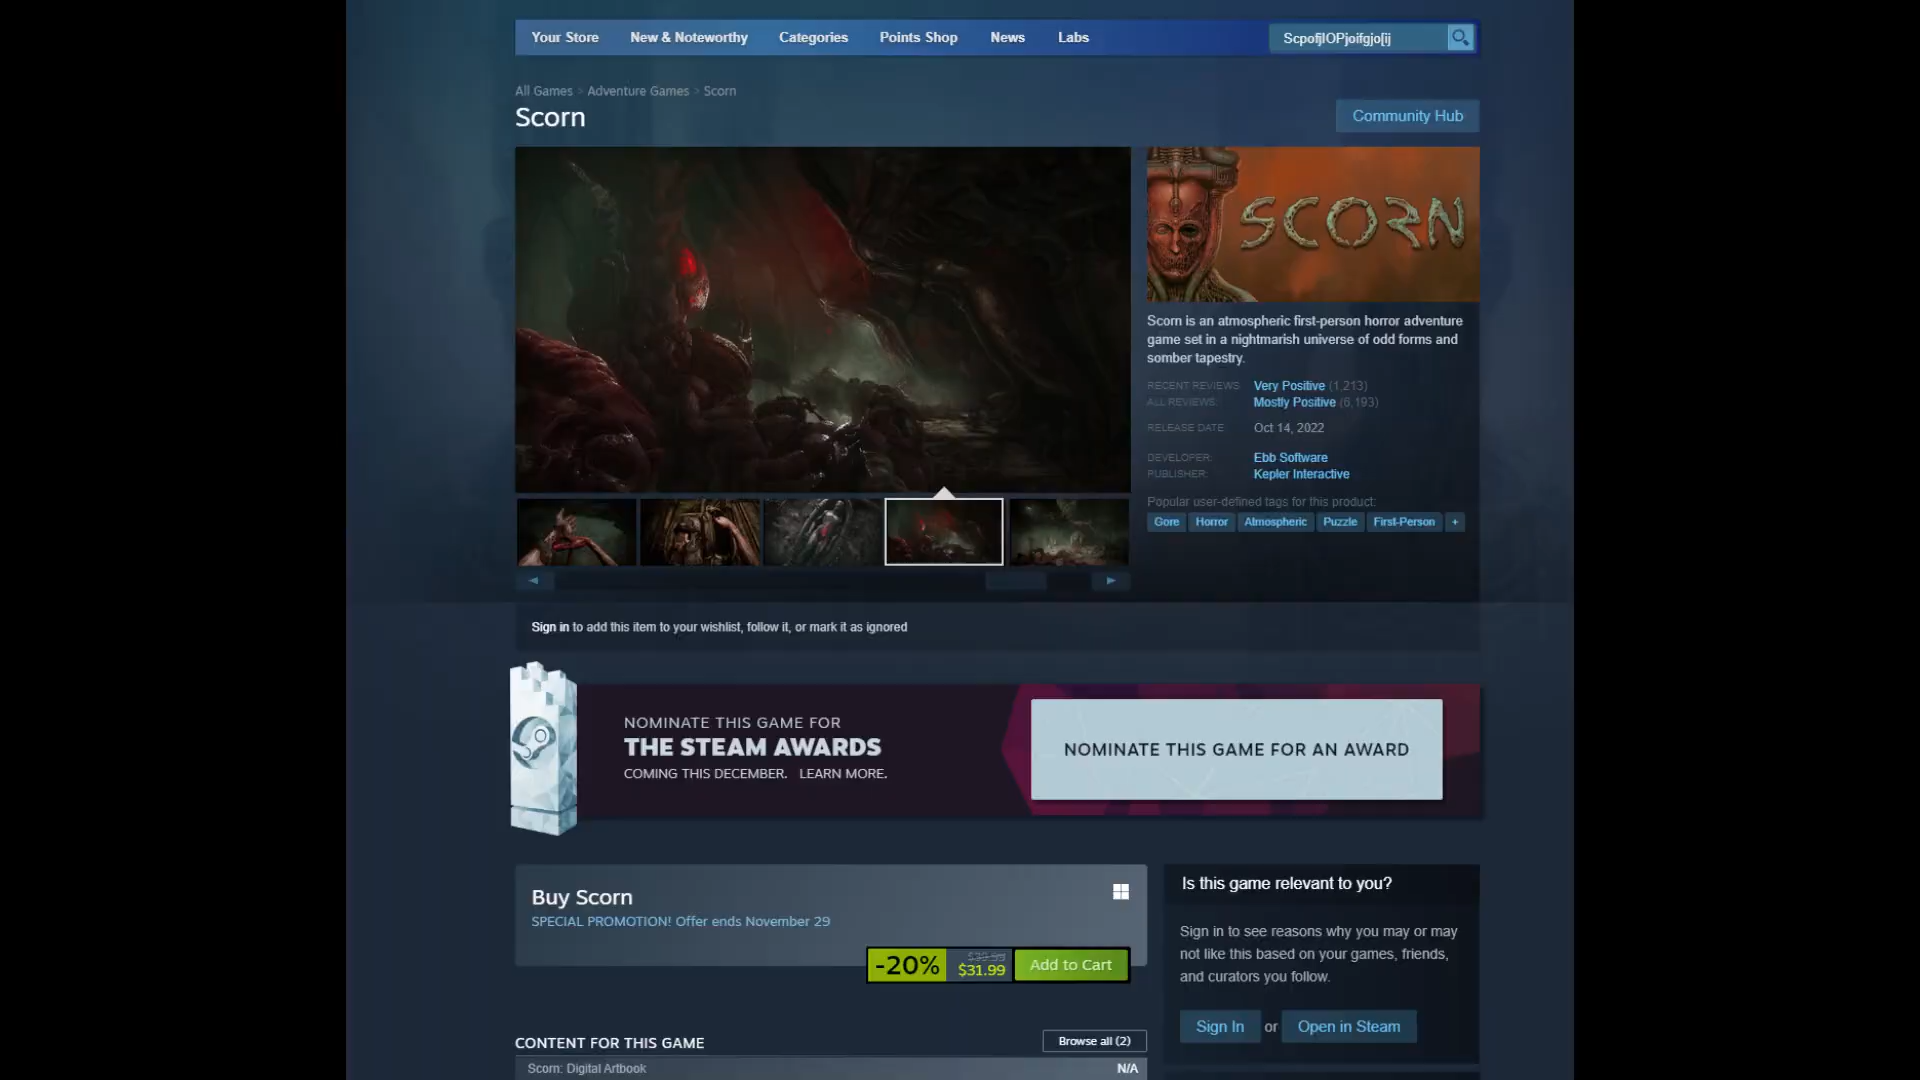 Your Store New & Noteworthy Categories Points Shop News Labs
All Games > Adventure Games > Scorn
Scorn
Community Hub
SCORN
Scorn is an atmospheric first-person horror adventure
game set in a nightmarish universe of odd forms and
somber tapestry.
RECENT REVIEWS: Very Positive (1,213)
ALL REVIEWS: Mostly Positive (6,193)
RELEASE DATE: Oct 14, 2022
DEVELOPER: Ebb Software
PUBLISHER: Kepler Interactive
Popular user-defined tags for this product:
Gore Horror Atmospheric Puzzle First-Person +
Sign in to add this item to your wishlist, follow it, or mark it as ignored
NOMINATE THIS GAME FOR
THE STEAM AWARDS
COMING THIS DECEMBER. LEARN MORE.
NOMINATE THIS GAME FOR AN AWARD
Buy Scorn
SPECIAL PROMOTION! Offer ends November 29
-20% $39.99 $31.99 Add to Cart
Is this game relevant to you?
Sign in to see reasons why you may or may
not like this based on your games, friends,
and curators you follow.
Sign In or Open in Steam
CONTENT FOR THIS GAME
Browse all (2)
Scorn: Digital Artbook N/A